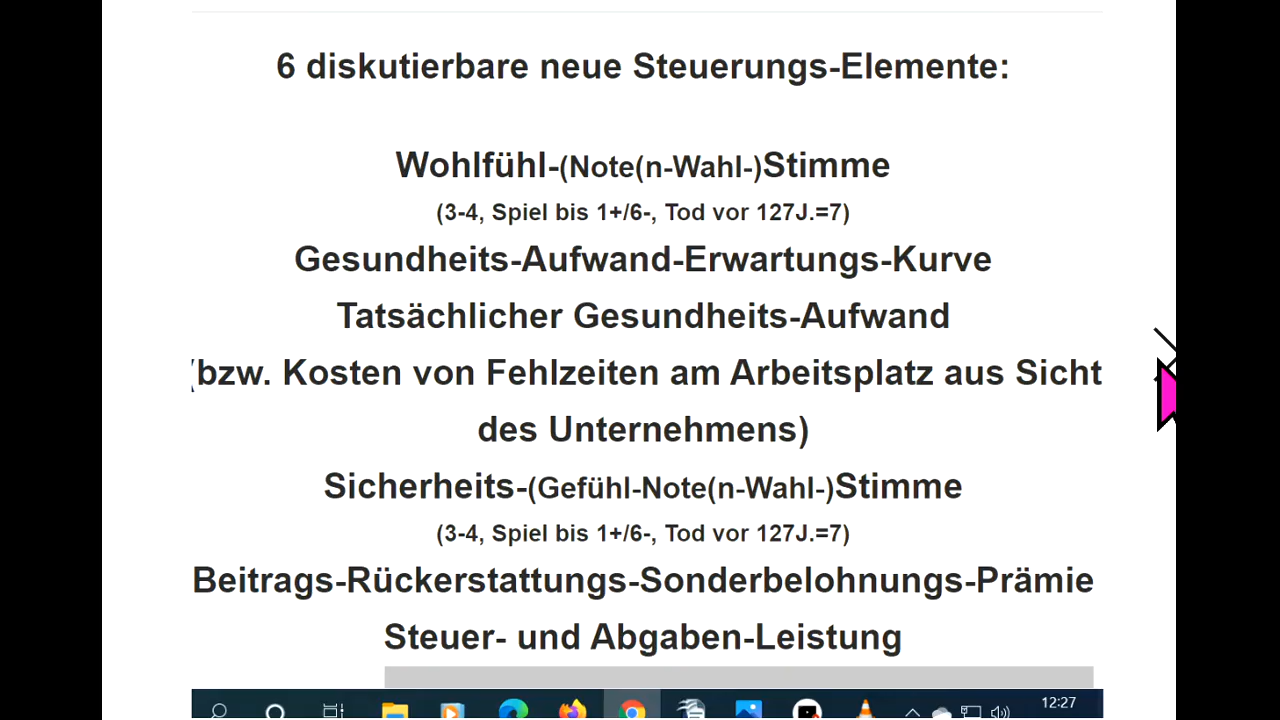 6 diskutierbare neue Steuerungs-Elemente:
Wohlfühl-(Note(n-Wahl-)Stimme
(3-4, Spiel bis 1+/6-, Tod vor 127J.=7)
Gesundheits-Aufwand-Erwartungs-Kurve
Tatsächlicher Gesundheits-Aufwand
(bzw. Kosten von Fehlzeiten am Arbeitsplatz aus Sicht
des Unternehmens)
Sicherheits-(Gefühl-Note(n-Wahl-)Stimme
(3-4, Spiel bis 1+/6-, Tod vor 127J.=7)
Beitrags-Rückerstattungs-Sonderbelohnungs-Prämie
Steuer- und Abgaben-Leistung
12:27